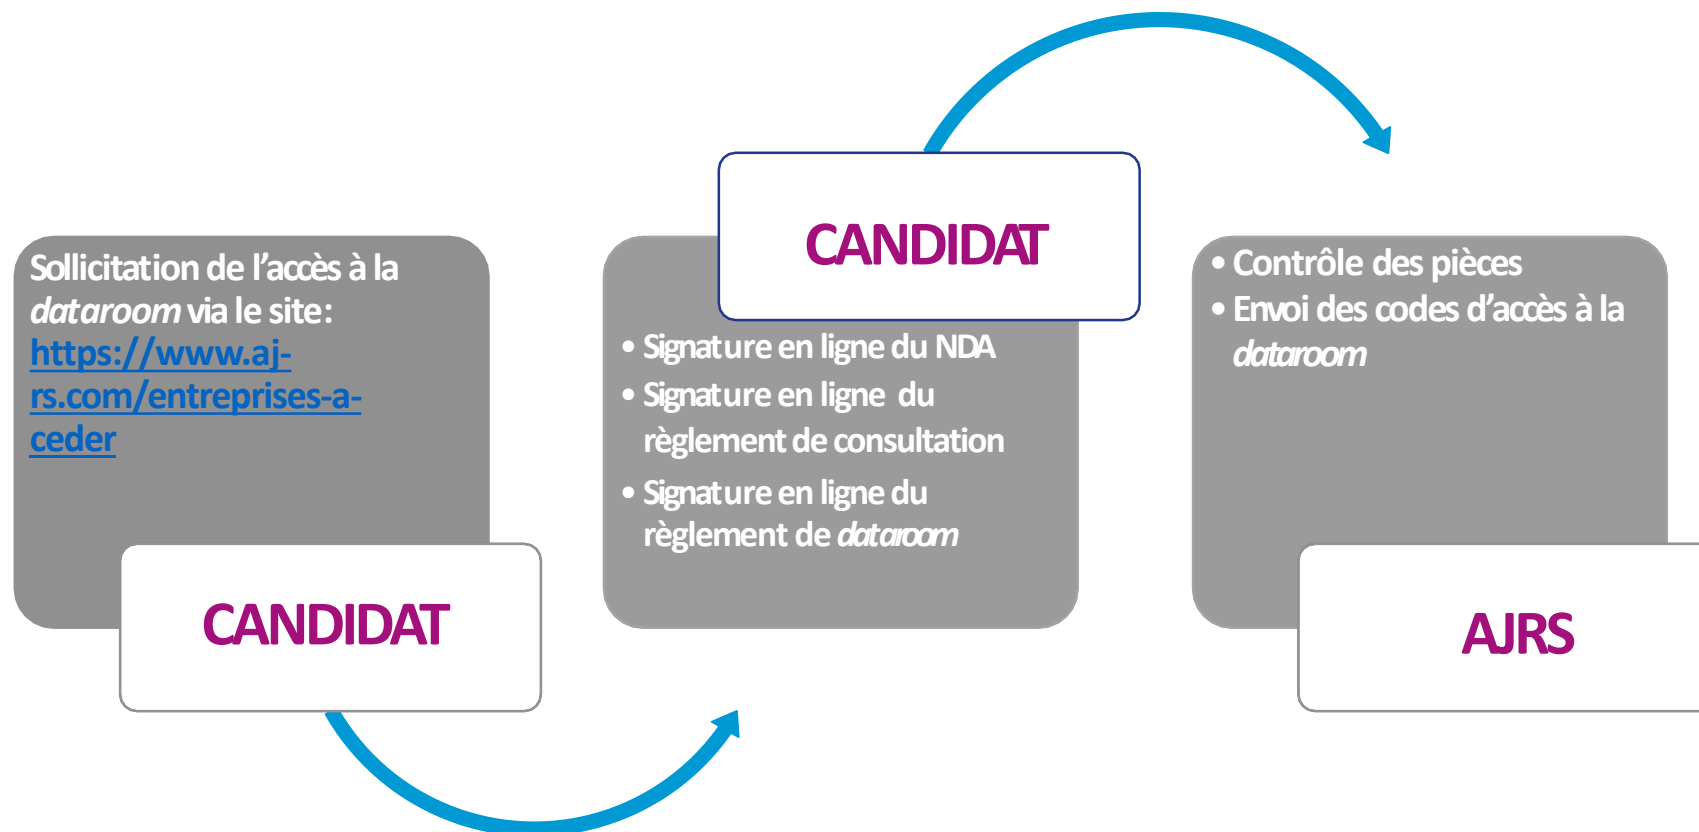 Sollicitation de l’accès à la
dataroom via le site:
https://www.aj-
rs.com/entreprises-a-
ceder
CANDIDAT
CANDIDAT
• Signature en ligne du NDA
• Signature en ligne du
règlement de consultation
• Signature en ligne du
règlement de dataroom
• Contrôle des pièces
• Envoi des codes d’accès à la
dataroom
AJRS